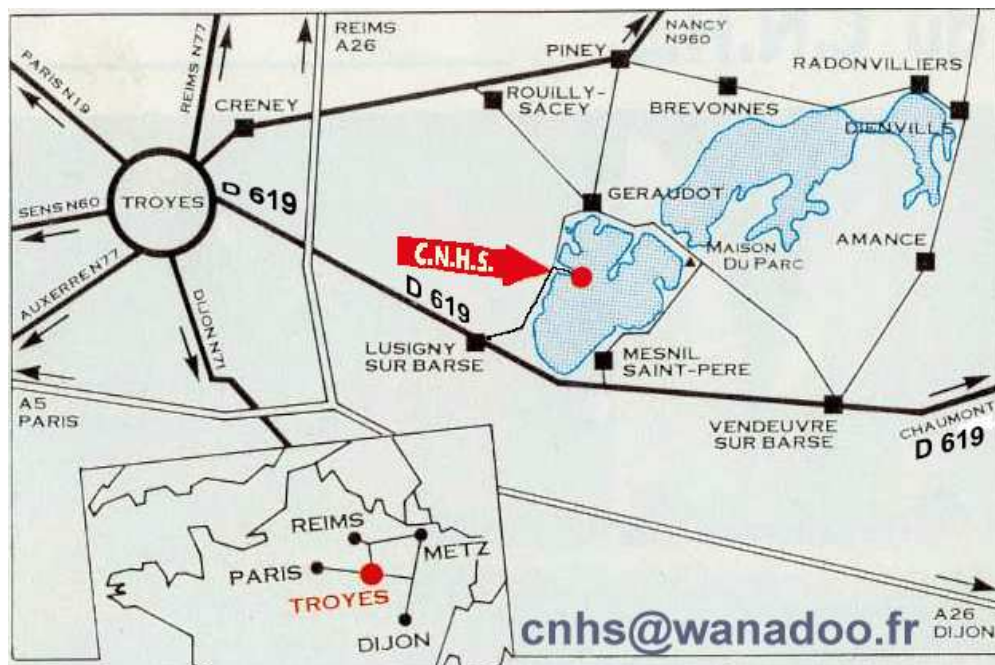 REIMS
A26
NANCY
N960
PINEY
RADONVILLIERS
PARIS N19
REIMS N77
CRENEY
ROUILLY-
SACEY
BREVONNES
DIENVILLE
TROYES
D 619
SENS N60
GERAUDOT
AMANCE
MAISON
DU PARC
C.N.H.S.
AUXERRE N77
D 619
DIJON N71
LUSIGNY
SUR BARSE
MESNIL
SAINT-PERE
A5
PARIS
VENDEUVRE
SUR BARSE
CHAUMONT
D 619
REIMS
METZ
PARIS
TROYES
DIJON
cnhs@wanadoo.fr
A26
DIJON